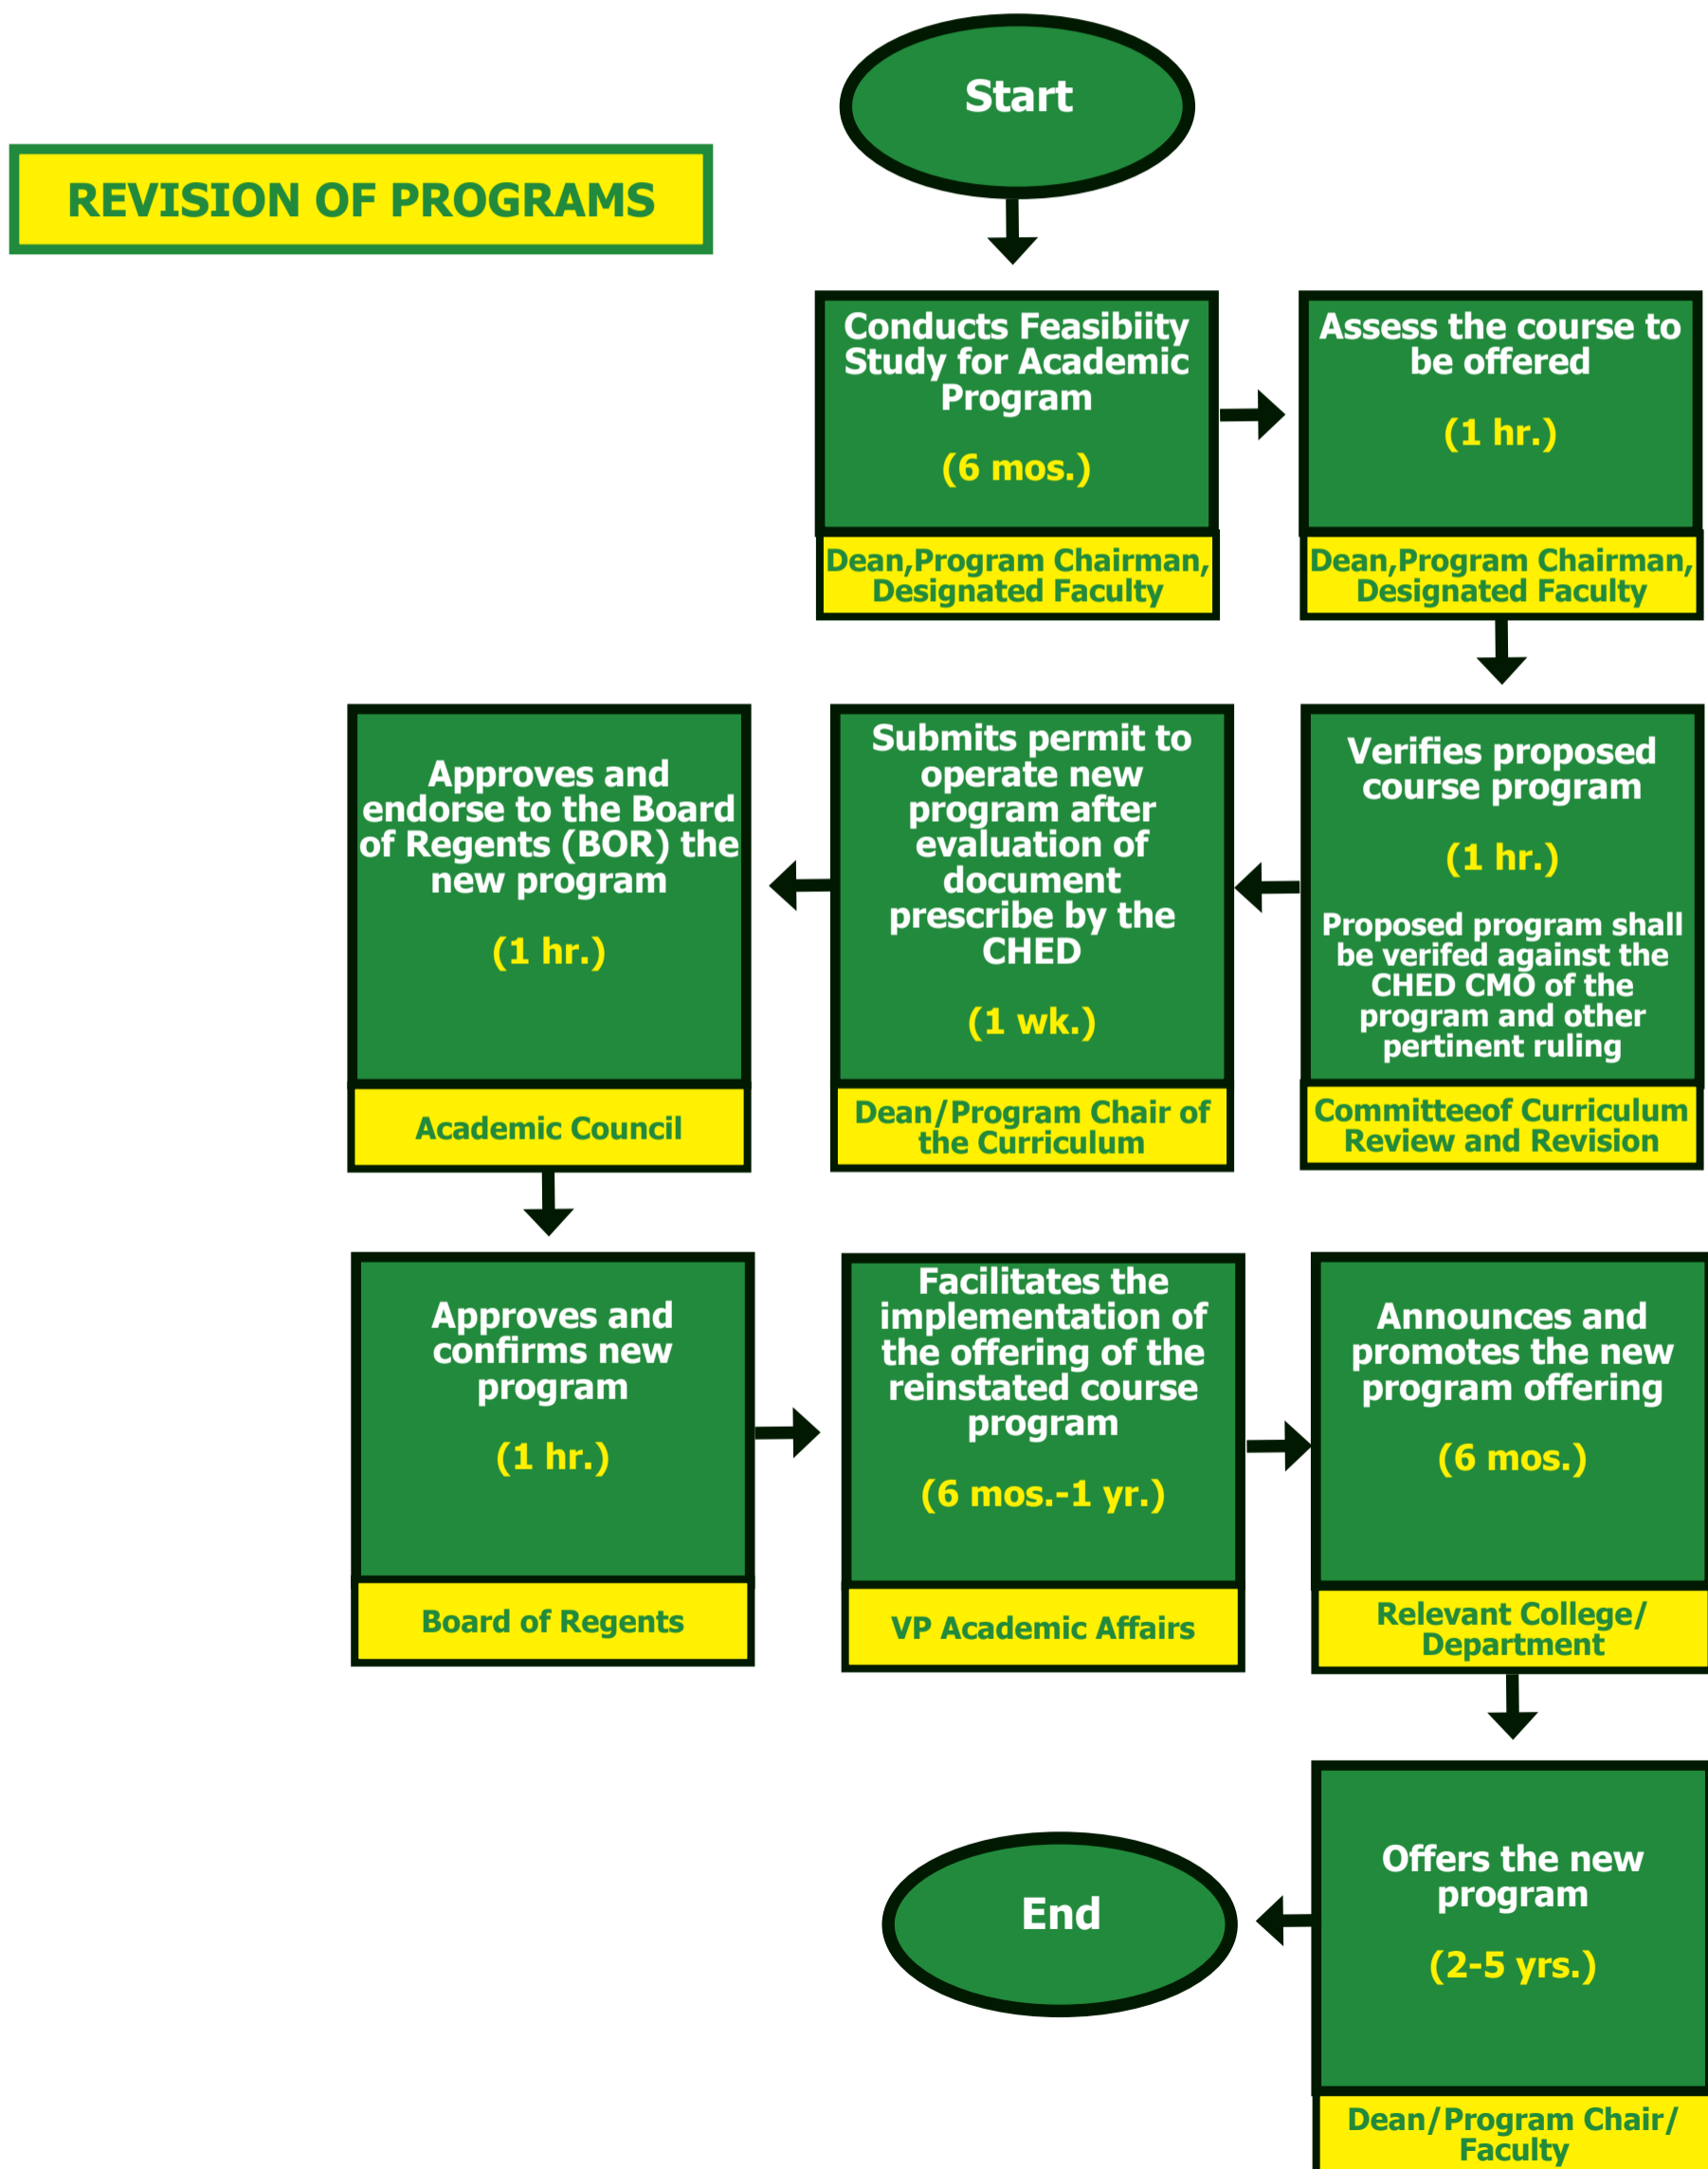 Start
REVISION OF PROGRAMS
Conducts Feasibiity
Study for Academic
Program
(6 mos.)
Dean,Program Chairman,
Designated Faculty
Assess the course to
be offered
(1 hr.)
Dean,Program Chairman,
Designated Faculty
Verifies proposed
course program
(1 hr.)
Proposed program shall
be verifed against the
CHED CMO of the
program and other
pertinent ruling
Committeeof Curriculum
Review and Revision
Submits permit to
operate new
program after
evaluation of
document
prescribe by the
CHED
(1 wk.)
Dean/Program Chair of
the Curriculum
Approves and
endorse to the Board
of Regents (BOR) the
new program
(1 hr.)
Academic Council
Approves and
confirms new
program
(1 hr.)
Board of Regents
Facilitates the
implementation of
the offering of the
reinstated course
program
(6 mos.-1 yr.)
VP Academic Affairs
Announces and
promotes the new
program offering
(6 mos.)
Relevant College/
Department
Offers the new
program
(2-5 yrs.)
Dean/Program Chair/
Faculty
End